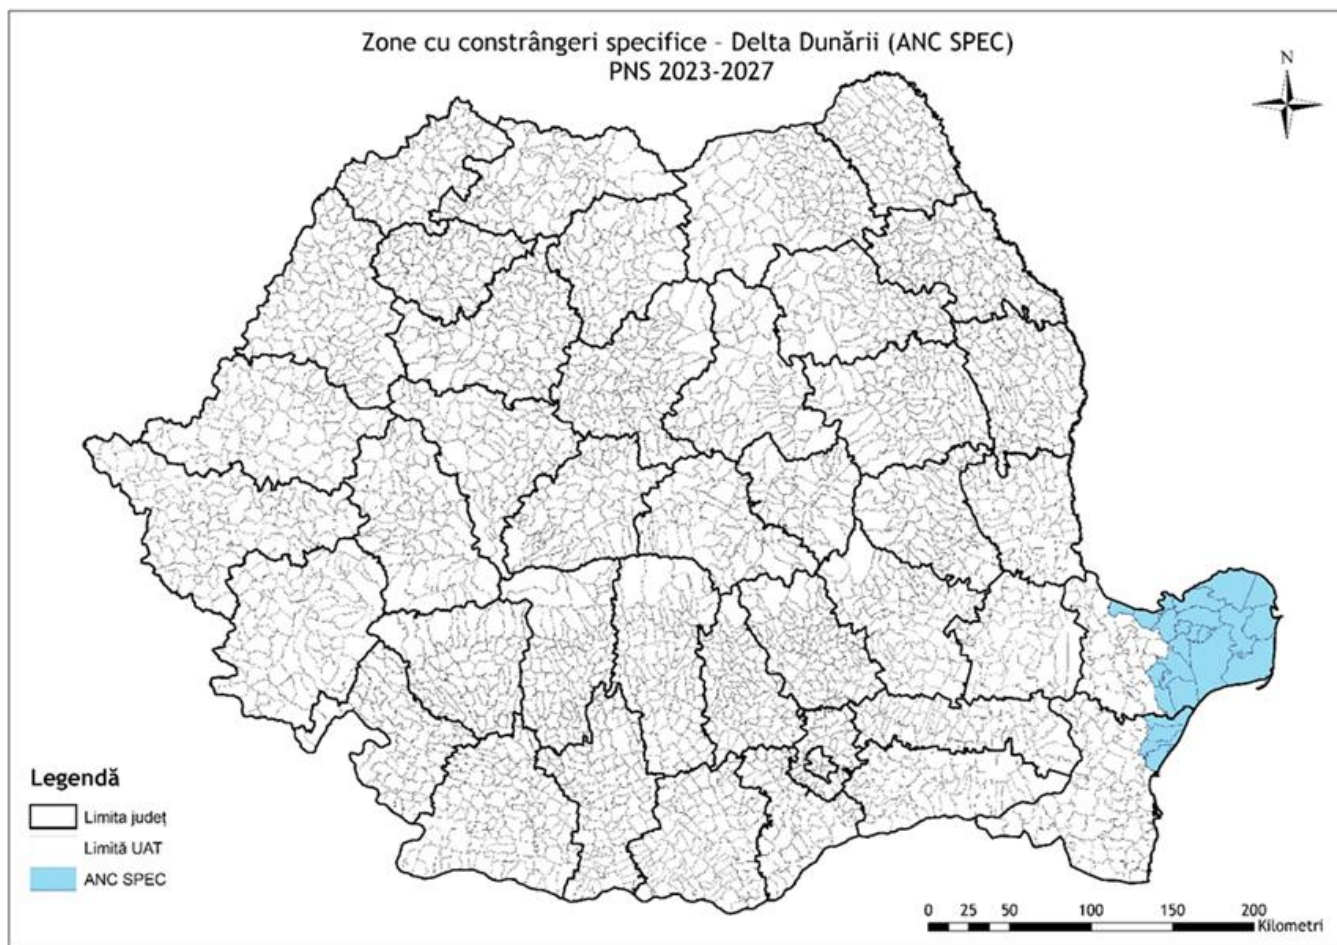 Zone cu constrângeri specifice - Delta Dunării (ANC SPEC)
PNS 2023-2027
N
Legendă
Limita județ
Limită UAT
ANC SPEC
0 25 50 100 150 200
Kilometri